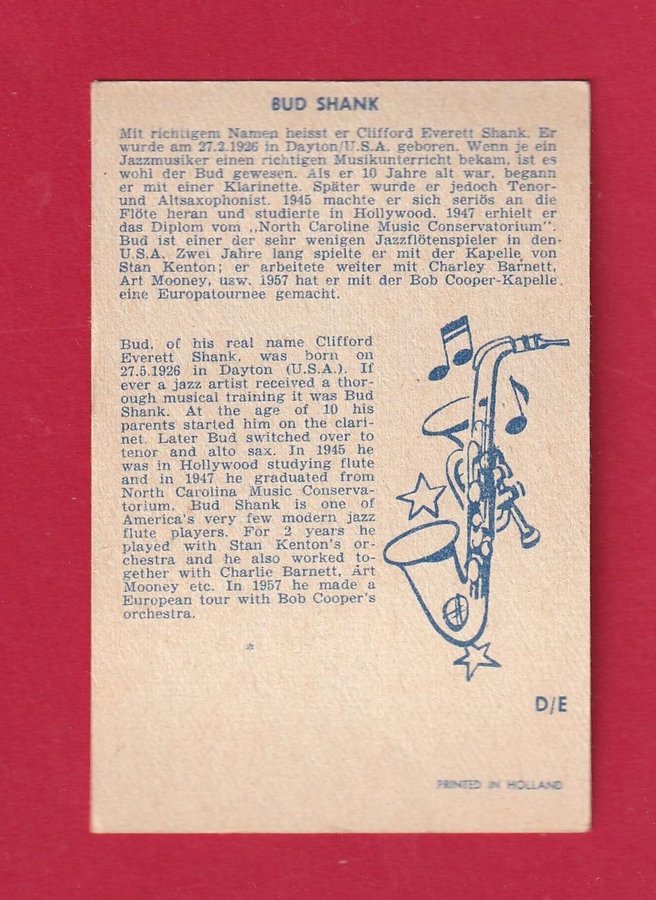 BUD SHANK
Mit richtigem Namen heisst er Clifford Everett Shank. Er
wurde am 27.2.1926 in Dayton/U.S.A. geboren. Wenn je ein
Jazzmusiker einen richtigen Musikunterricht bekam, ist es
wohl der Bud gewesen. Als er 10 Jahre alt war, begann
er mit einer Klarinette. Später wurde er jedoch Tenor-
und Altsaxophonist. 1945 machte er sich seriös an die
Flöte heran und studierte in Hollywood. 1947 erhielt er
das Diplom vom „North Caroline Music Conservatorium".
Bud ist einer der sehr wenigen Jazzflötenspieler in den-
U.S.A. Zwei Jahre lang spielte er mit der Kapelle von
Stan Kenton; er arbeitete weiter mit Charley Barnett,
Art Mooney, usw. 1957 hat er mit der Bob Cooper-Kapelle
eine Europatournee gemacht.
Bud, of his real name Clifford
Everett Shank, was born on
27.5.1926 in Dayton (U.S.A.). If
ever a jazz artist received a thor-
ough musical training it was Bud
Shank. At the age of 10 his
parents started him on the clari-
net. Later Bud switched over to
tenor and alto sax. In 1945 he
was in Hollywood studying flute
and in 1947 he graduated from
North Carolina Music Conserva-
torium. Bud Shank is one of
America's very few modern jazz
flute players. For 2 years he
played with Stan Kenton's or-
chestra and he also worked to-
gether with Charlie Barnett, Art
Mooney etc. In 1957 he made a
European tour with Bob Cooper's
orchestra.
*
D/E
PRINTED IN HOLLAND